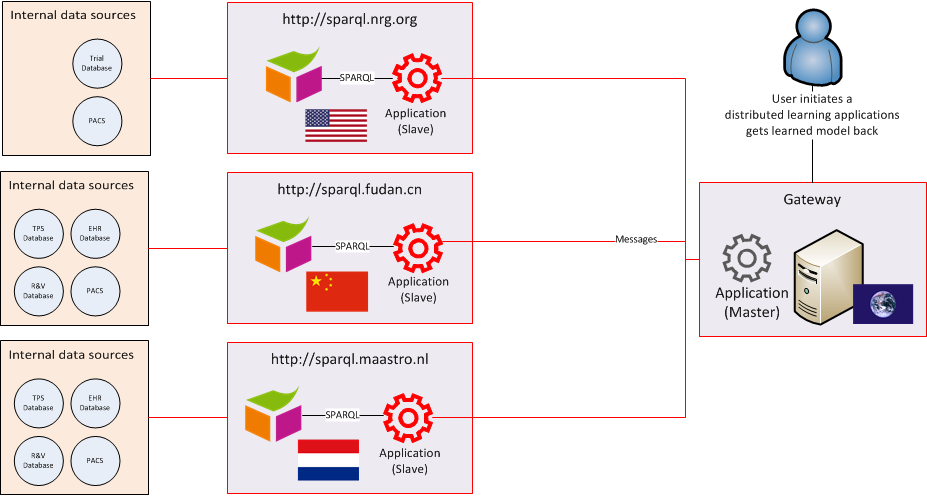 Internal data sources
Trial
Database
PACS
http://sparql.nrg.org
SPARQL
Application
(Slave)
User initiates a
distributed learning applications
gets learned model back
Internal data sources
TPS
Database
EHR
Database
R&V
Database
PACS
http://sparql.fudan.cn
SPARQL
Application
(Slave)
Messages
Gateway
Application
(Master)
Internal data sources
TPS
Database
EHR
Database
R&V
Database
PACS
http://sparql.maastro.nl
SPARQL
Application
(Slave)